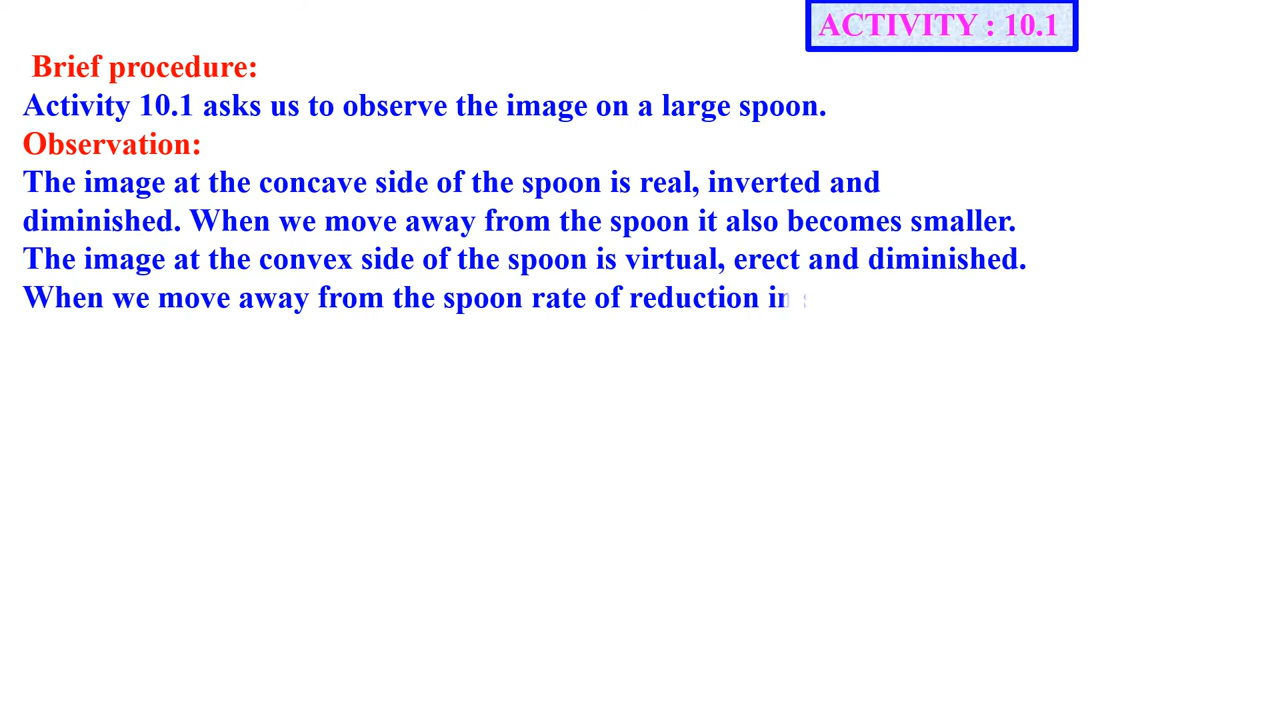 ACTIVITY : 10.1
Brief procedure:
Activity 10.1 asks us to observe the image on a large spoon.
Observation:
The image at the concave side of the spoon is real, inverted and
diminished. When we move away from the spoon it also becomes smaller.
The image at the convex side of the spoon is virtual, erect and diminished.
When we move away from the spoon rate of reduction in